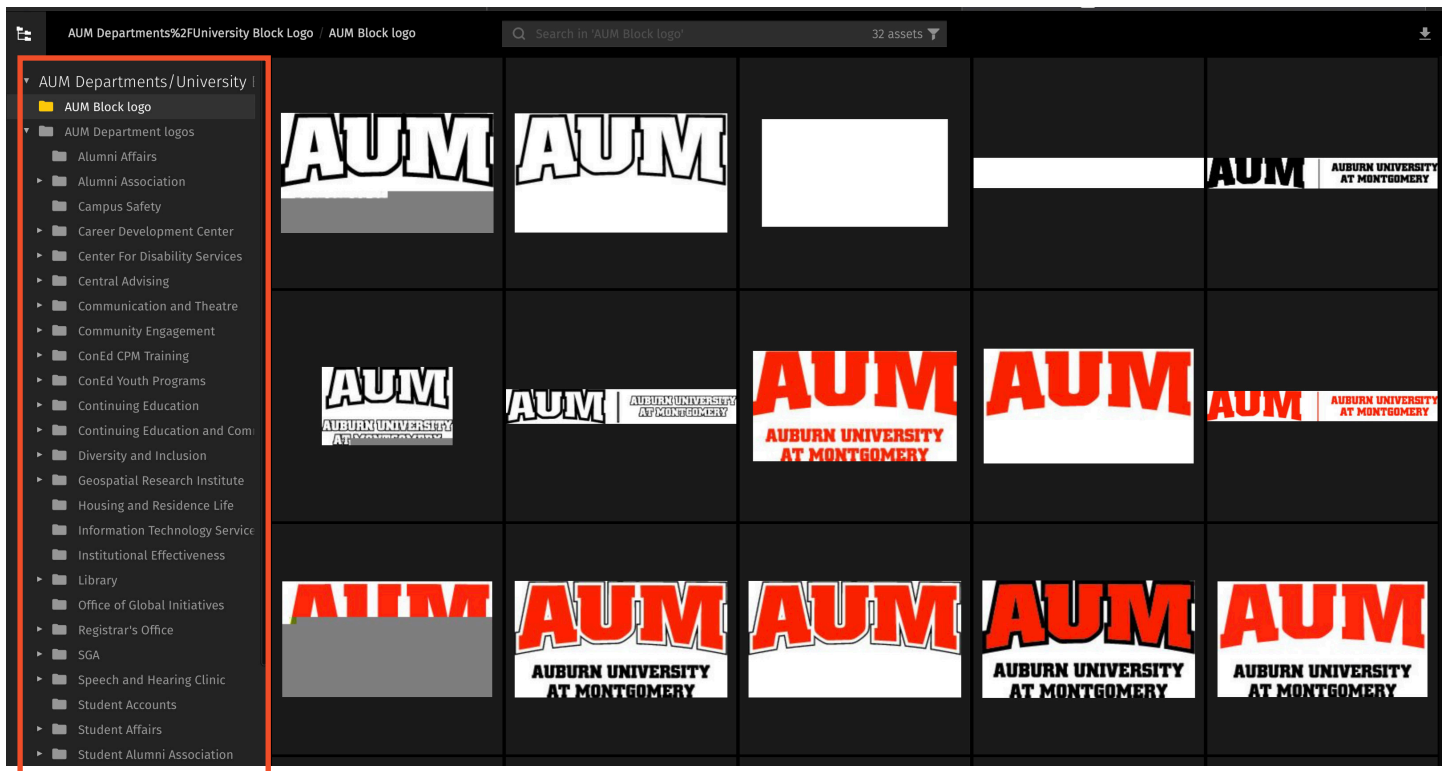 AUM Departments%2FUniversity Block Logo / AUM Block logo
Search in 'AUM Block logo'
32 assets
AUM Departments/University
AUM Block logo
AUM Department logos
Alumni Affairs
Alumni Association
Campus Safety
Career Development Center
Center For Disability Services
Central Advising
Communication and Theatre
Community Engagement
ConEd CPM Training
ConEd Youth Programs
Continuing Education
Continuing Education and Com
Diversity and Inclusion
Geospatial Research Institute
Housing and Residence Life
Information Technology Service
Institutional Effectiveness
Library
Office of Global Initiatives
Registrar's Office
SGA
Speech and Hearing Clinic
Student Accounts
Student Affairs
Student Alumni Association
AUM
AUM
AUM
AUBURN UNIVERSITY
AT MONTGOMERY
AUM
AUBURN UNIVERSITY
AT MONTGOMERY
AUM
AUBURN UNIVERSITY
AT MONTGOMERY
AUM
AUBURN UNIVERSITY
AT MONTGOMERY
AUM
AUM
AUBURN UNIVERSITY
AT MONTGOMERY
AUM
AUM
AUBURN UNIVERSITY
AT MONTGOMERY
AUM
AUM
AUBURN UNIVERSITY
AT MONTGOMERY
AUM
AUBURN UNIVERSITY
AT MONTGOMERY